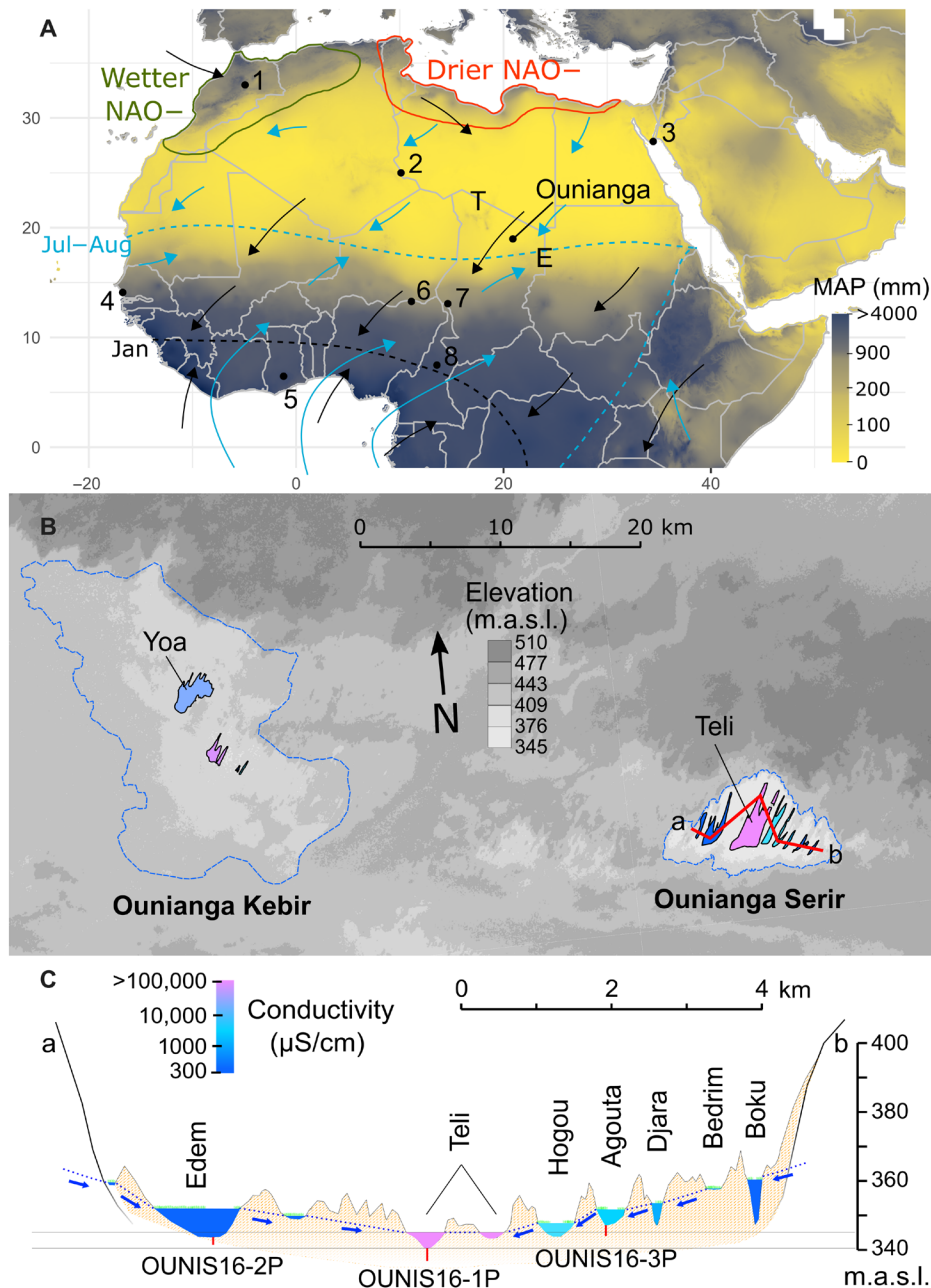 A
Wetter
NAO−
Drier NAO−
1
2
3
T
Ounianga
E
Jul−Aug
4
6
7
Jan
8
5
MAP (mm)
>4000
900
200
100
0
30
20
10
0
−20
0
20
40
B
0
10
20 km
Yoa
Elevation
(m.a.s.l.)
510
477
443
409
376
345
N
Teli
a
b
Ounianga Kebir
Ounianga Serir
C
>100,000
10,000
1000
300
Conductivity
(µS/cm)
0
2
4
km
a
b
400
380
360
340
m.a.s.l.
Edem
Teli
Hogou
Agouta
Djara
Bedrim
Boku
OUNIS16-2P
OUNIS16-1P
OUNIS16-3P